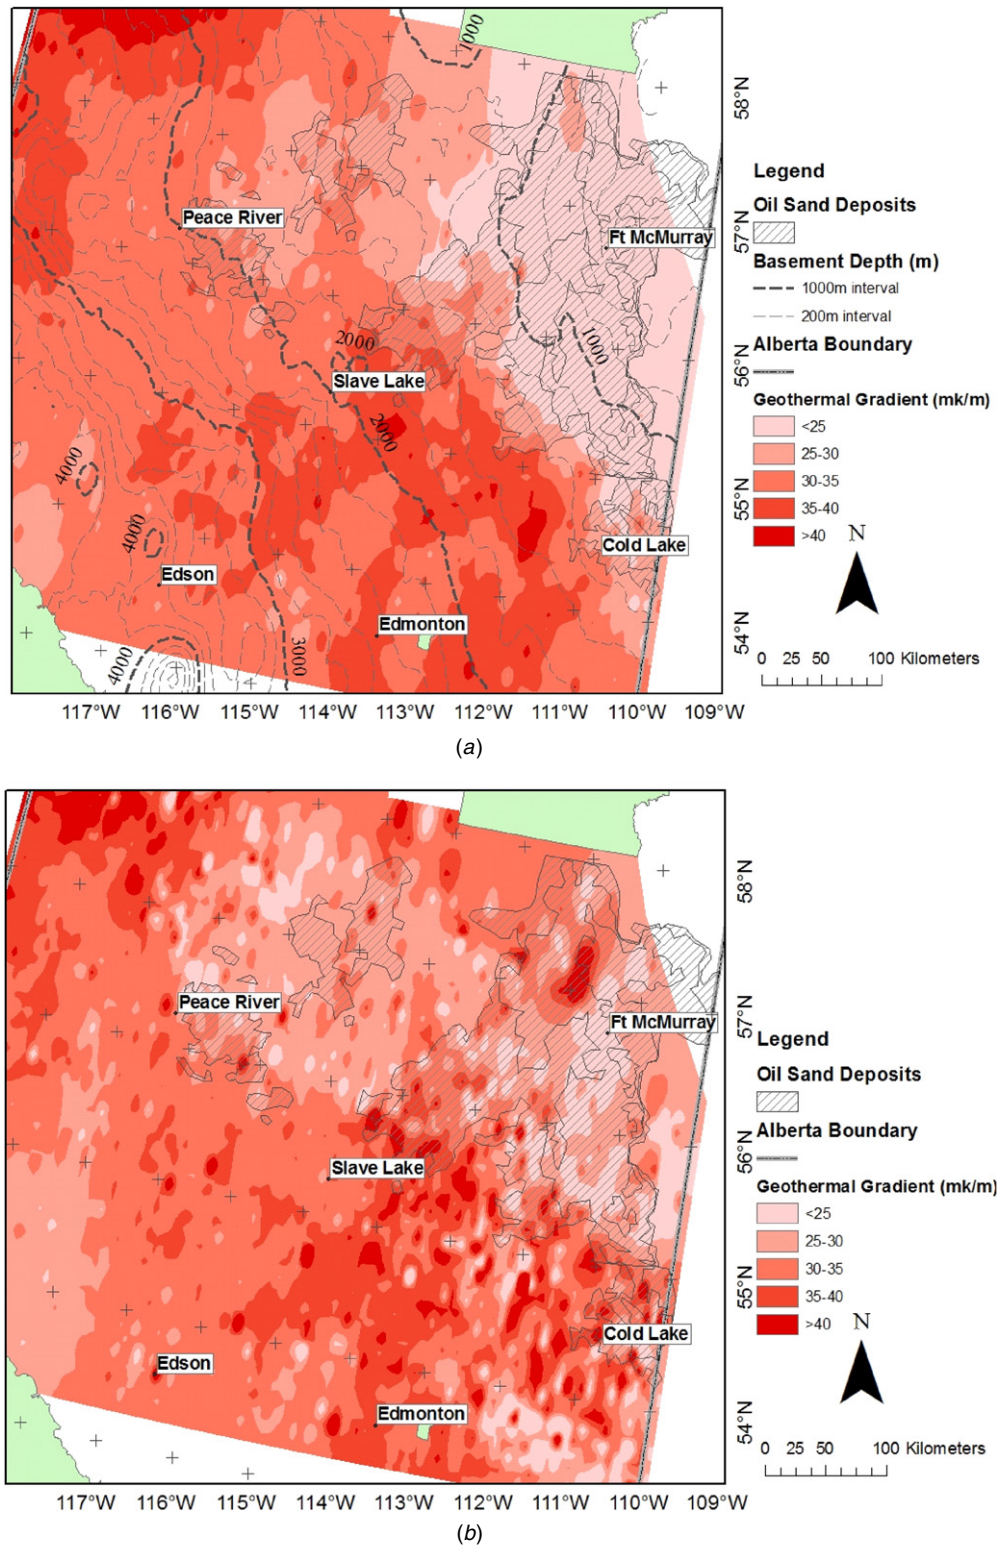 1000
58°N
Peace River
57°N
Ft McMurray
2000
1000
56°N
Slave Lake
2000
4000
55°N
4000
Cold Lake
Edson
Edmonton
54°N
4000
3000
117°W 116°W 115°W 114°W 113°W 112°W 111°W 110°W 109°W
Legend
Oil Sand Deposits
Basement Depth (m)
1000m interval
200m interval
Alberta Boundary
Geothermal Gradient (mk/m)
<25
25-30
30-35
35-40
>40
N
0 25 50 100 Kilometers
(a)
58°N
Peace River
57°N
Ft McMurray
56°N
Slave Lake
55°N
Cold Lake
Edson
Edmonton
54°N
117°W 116°W 115°W 114°W 113°W 112°W 111°W 110°W 109°W
Legend
Oil Sand Deposits
Alberta Boundary
Geothermal Gradient (mk/m)
<25
25-30
30-35
35-40
>40
N
0 25 50 100 Kilometers
(b)